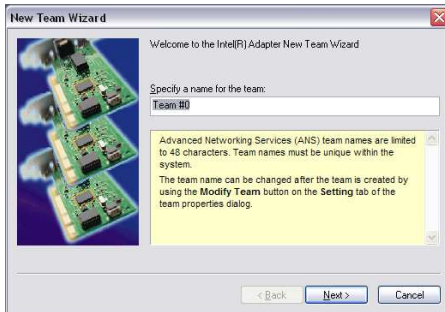 New Team Wizard
Welcome to the Intel(R) Adapter New Team Wizard
Specify a name for the team:
Team #0
Advanced Networking Services (ANS) team names are limited
to 48 characters. Team names must be unique within the
system.
The team name can be changed after the team is created by
using the Modify Team button on the Setting tab of the
team properties dialog.
< Back
Next >
Cancel